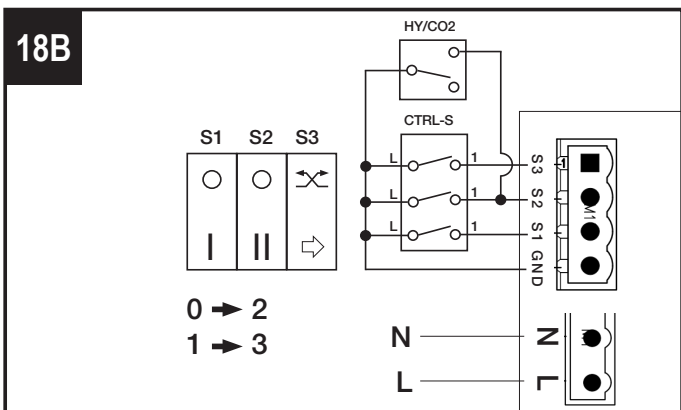 18B
HY/CO2
CTRL-S
S1 S2 S3
I II
0 → 2
1 → 3
L 1 S3
L 1 S2
L 1 S1
GND
1
M1
N N
L L